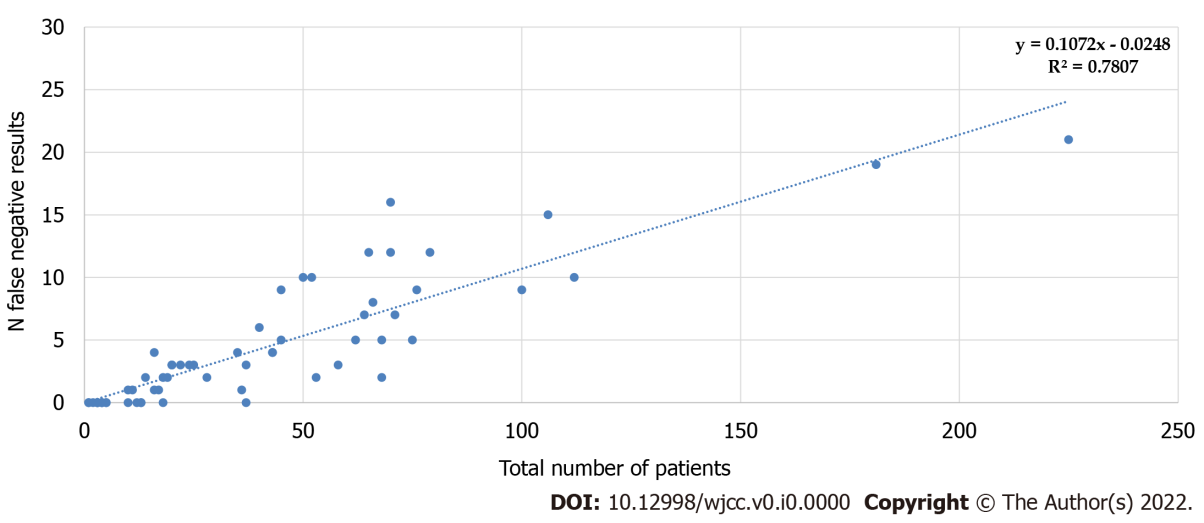 30
y = 0.1072x - 0.0248
R² = 0.7807
25
20
15
10
5
0
N false negative results
0 50 100 150 200 250
Total number of patients
DOI: 10.12998/wjcc.v0.i0.0000 Copyright © The Author(s) 2022.